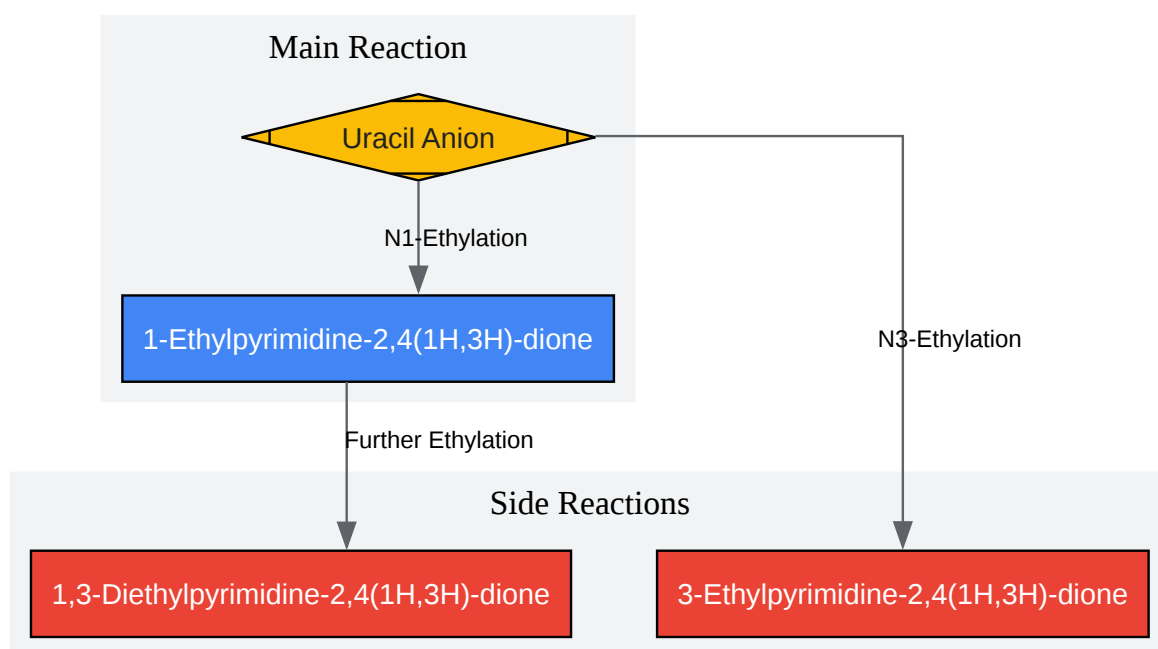 Main Reaction
Uracil Anion
N1-Ethylation
1-Ethylpyrimidine-2,4(1H,3H)-dione
N3-Ethylation
Further Ethylation
Side Reactions
1,3-Diethylpyrimidine-2,4(1H,3H)-dione
3-Ethylpyrimidine-2,4(1H,3H)-dione